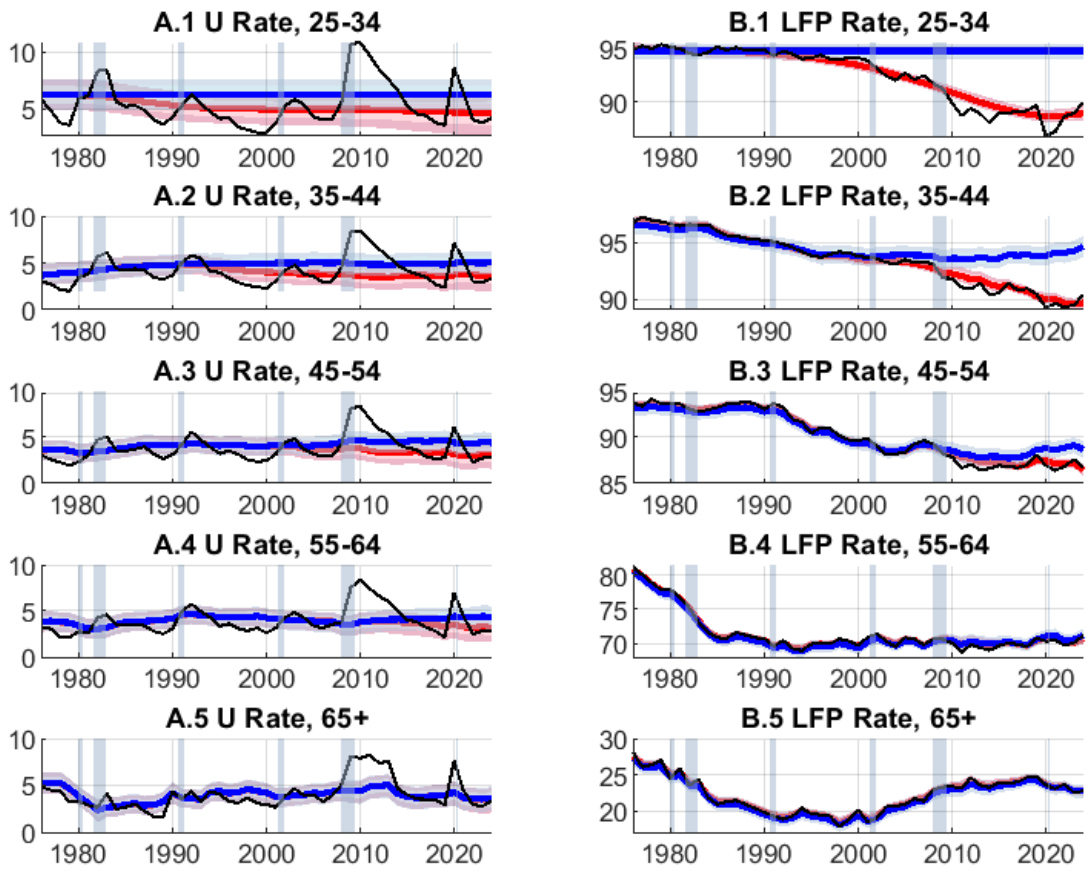 A.1 U Rate, 25-34
10
5
1980 1990 2000 2010 2020
B.1 LFP Rate, 25-34
95
90
1980 1990 2000 2010 2020
A.2 U Rate, 35-44
10
5
0
1980 1990 2000 2010 2020
B.2 LFP Rate, 35-44
95
90
1980 1990 2000 2010 2020
A.3 U Rate, 45-54
10
5
0
1980 1990 2000 2010 2020
B.3 LFP Rate, 45-54
95
90
85
1980 1990 2000 2010 2020
A.4 U Rate, 55-64
10
5
0
1980 1990 2000 2010 2020
B.4 LFP Rate, 55-64
80
75
70
1980 1990 2000 2010 2020
A.5 U Rate, 65+
10
5
0
1980 1990 2000 2010 2020
B.5 LFP Rate, 65+
30
25
20
1980 1990 2000 2010 2020